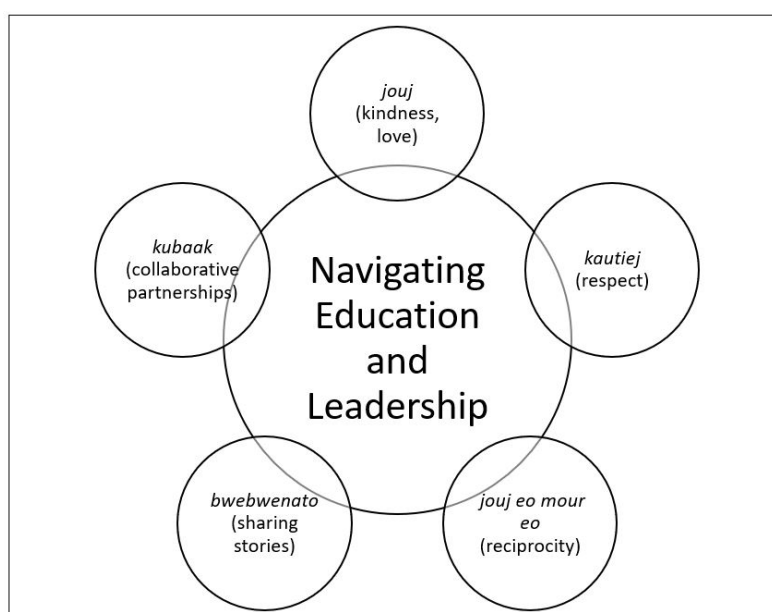 jouj
(kindness,
love)
kubaak
(collaborative
partnerships)
Navigating
Education
and
Leadership
kautiej
(respect)
bwebwenato
(sharing
stories)
jouj eo mour
eo
(reciprocity)